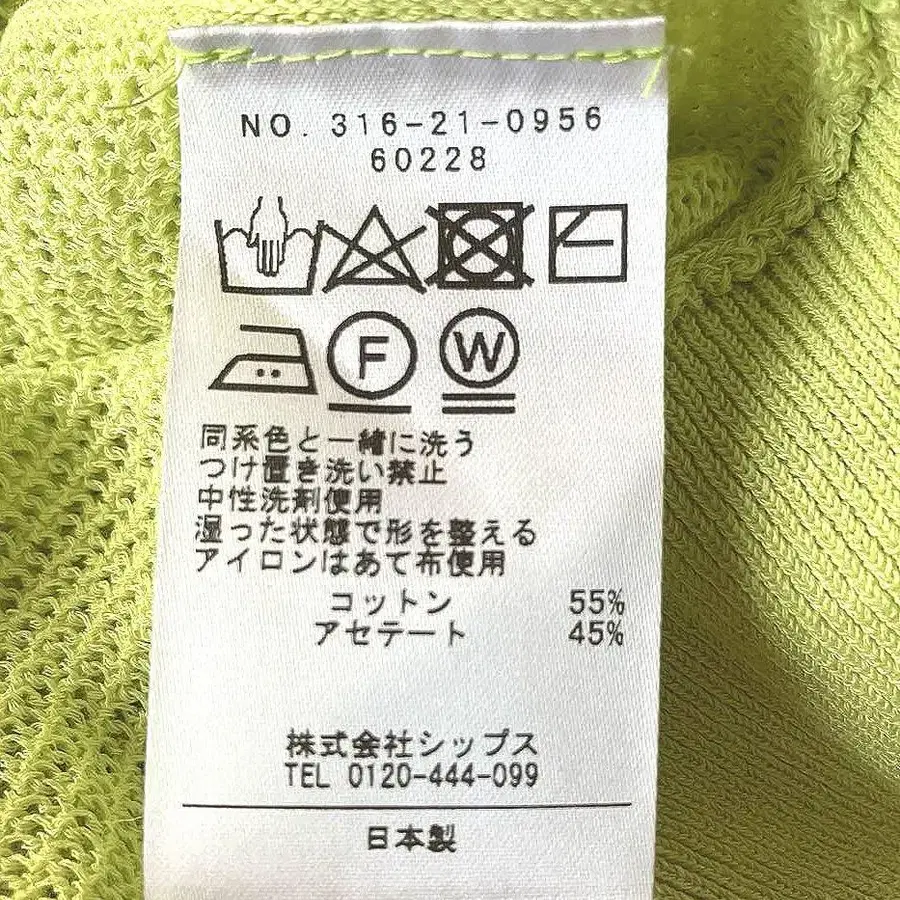 NO. 316-21-0956
60228
F W
同系色と一緒に洗う
つけ置き洗い禁止
中性洗剤使用
湿った状態で形を整える
アイロンはあて布使用
コットン 55%
アセテート 45%
株式会社シップス
TEL 0120-444-099
日本製